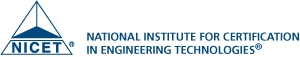 NICET®
NATIONAL INSTITUTE FOR CERTIFICATION
IN ENGINEERING TECHNOLOGIES®